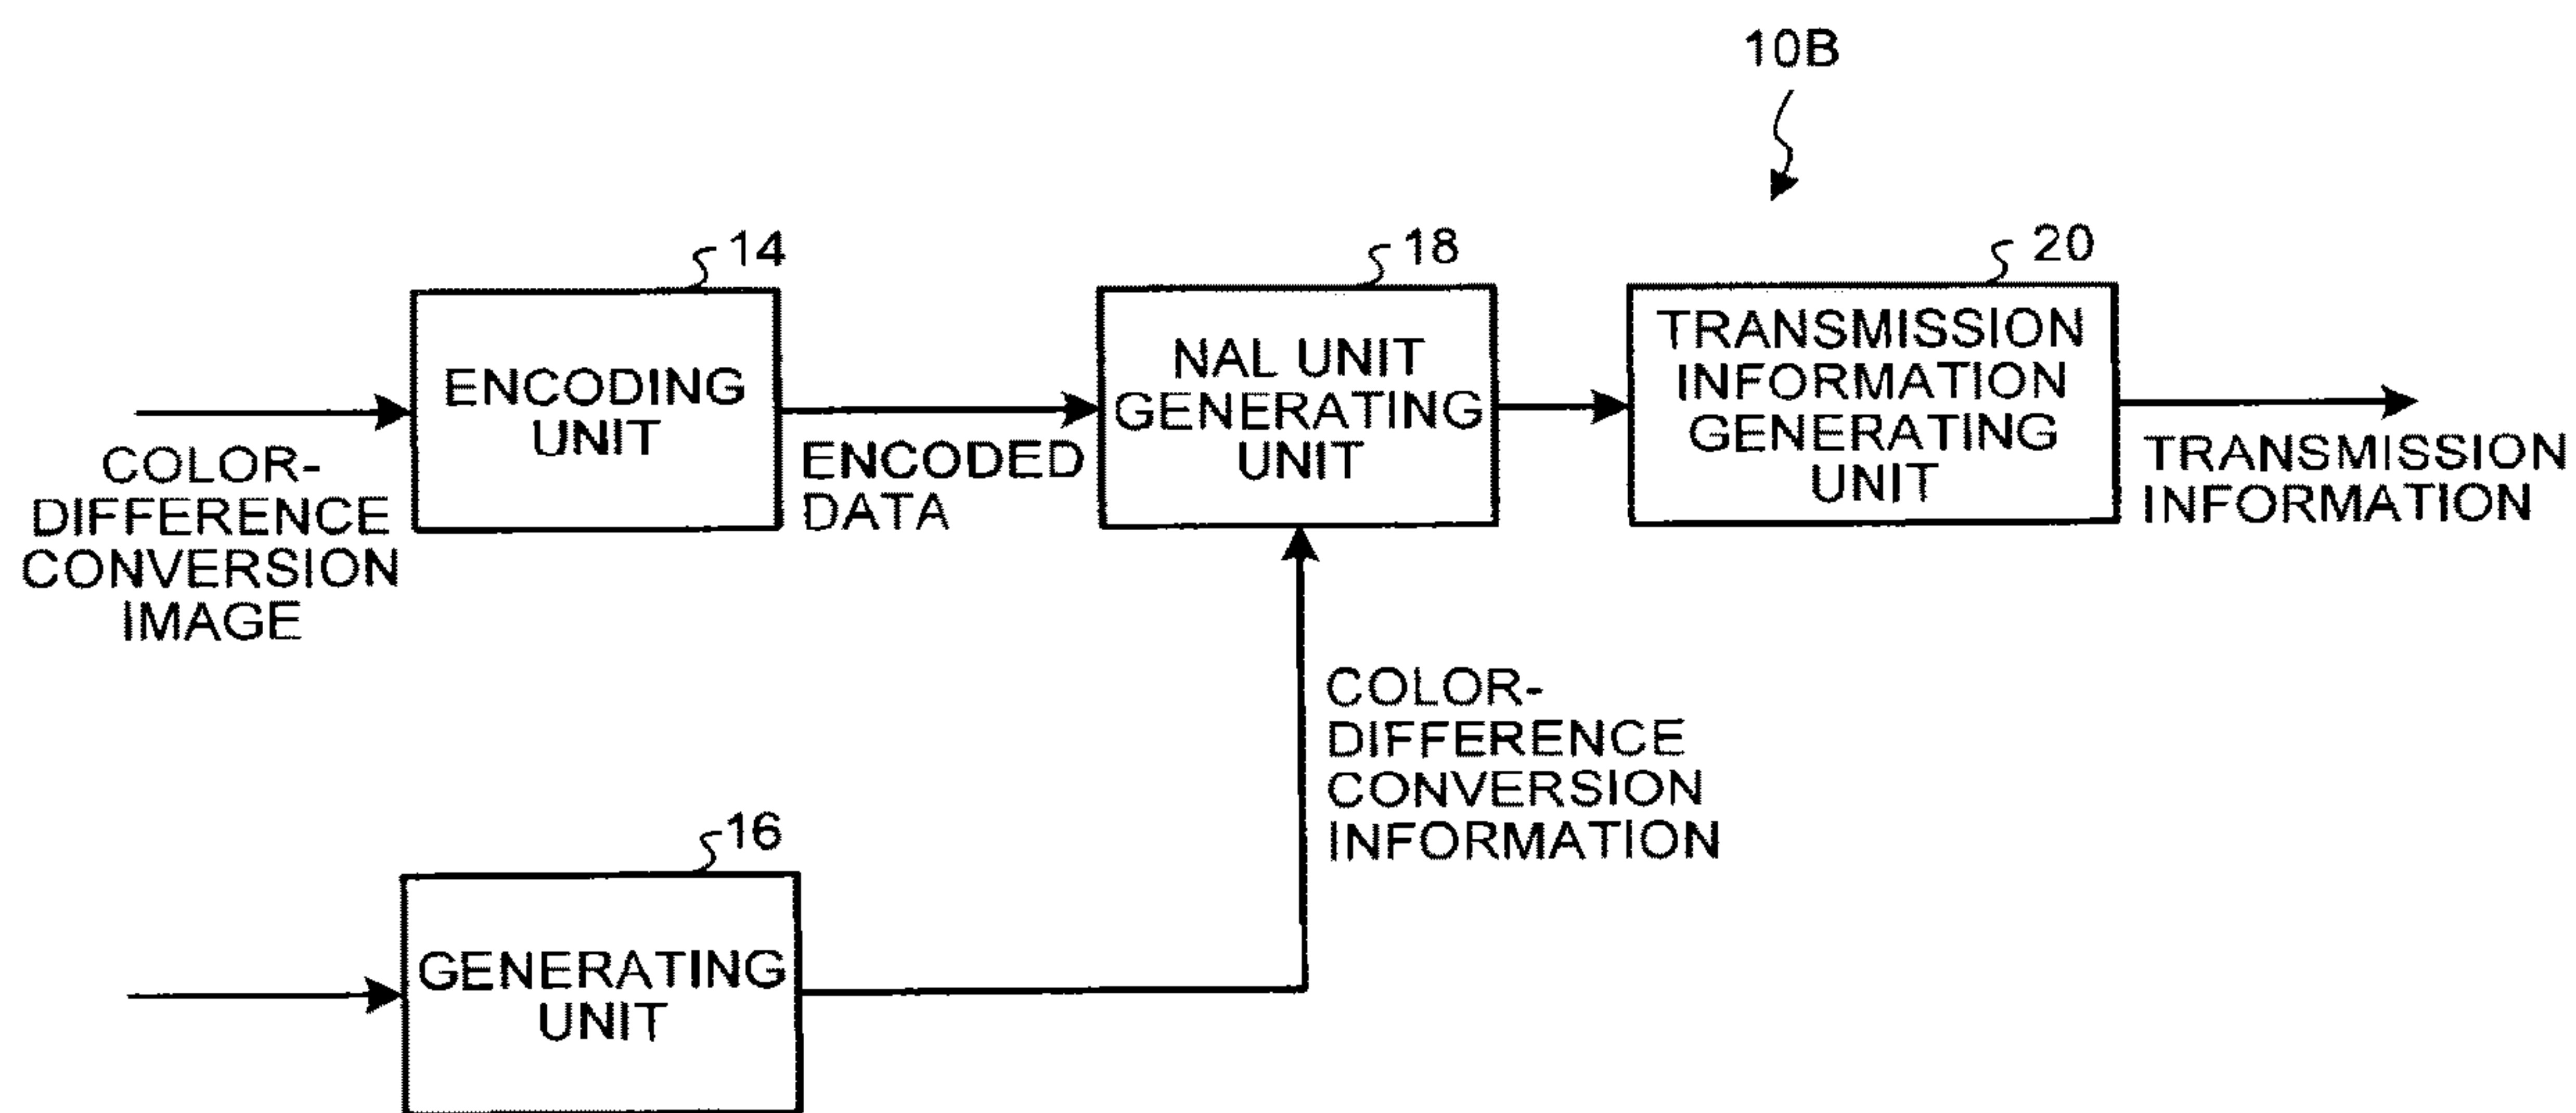 10B
14
18
20
ENCODING
UNIT
NAL UNIT
GENERATING
UNIT
TRANSMISSION
INFORMATION
GENERATING
UNIT
COLOR-
DIFFERENCE
CONVERSION
IMAGE
ENCODED
DATA
TRANSMISSION
INFORMATION
COLOR-
DIFFERENCE
CONVERSION
INFORMATION
16
GENERATING
UNIT